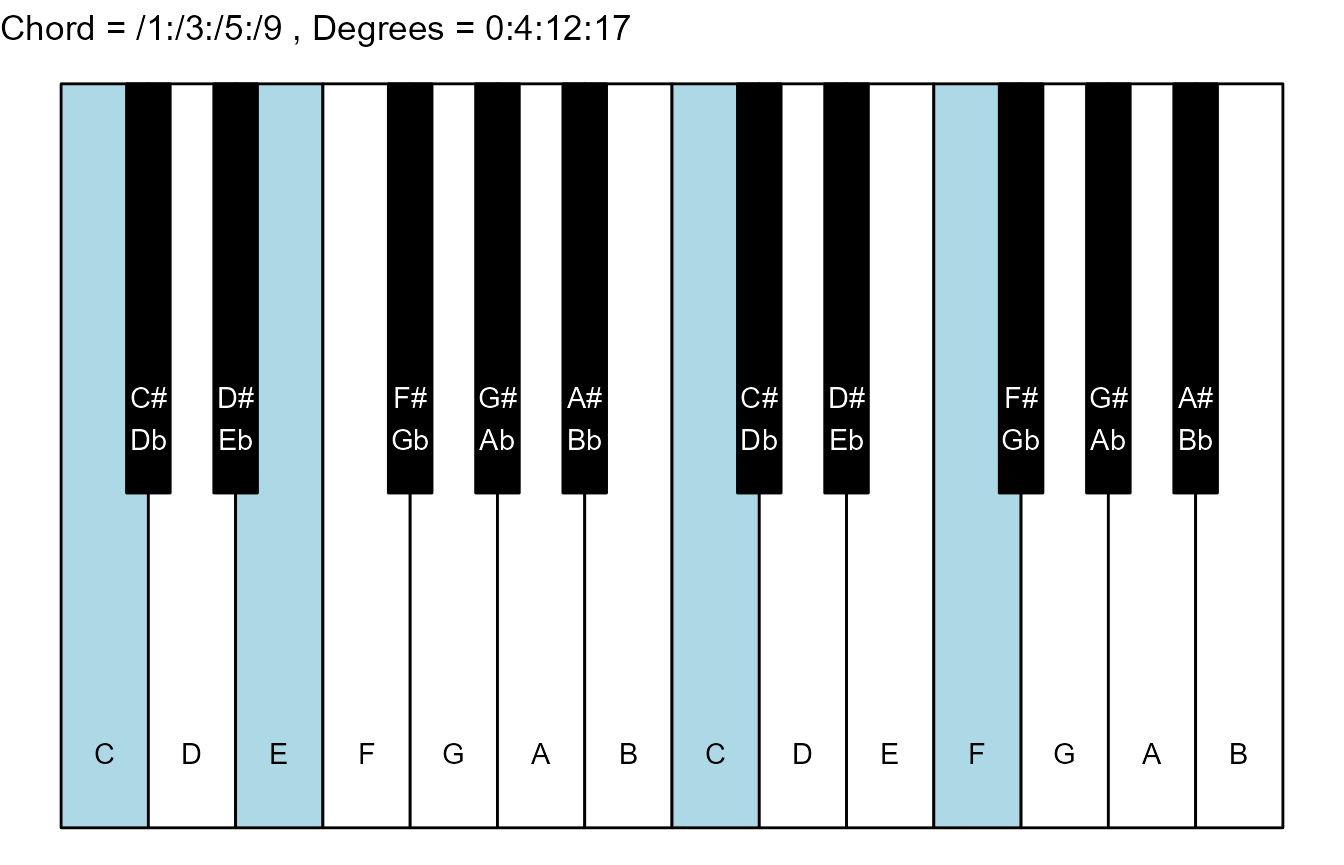 Chord = /1:/3:/5:/9 , Degrees = 0:4:12:17
C# D# F# G# A# C# D# F# G# A#
Db Eb Gb Ab Bb Db Eb Gb Ab Bb
C D E F G A B C D E F G A B